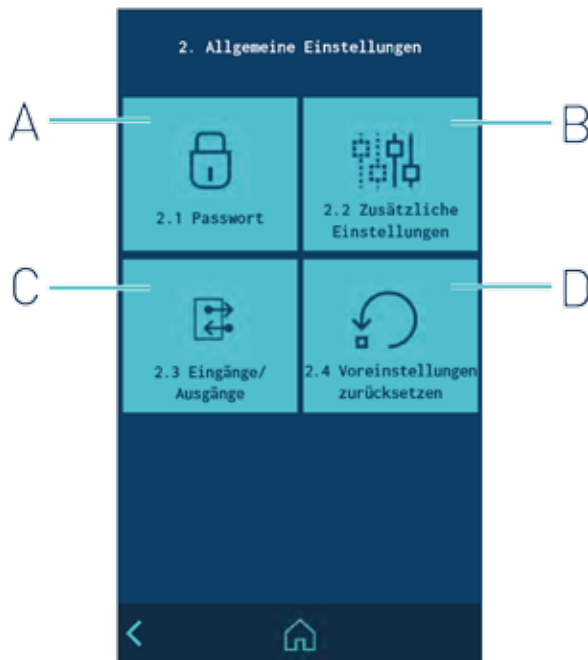 2. Allgemeine Einstellungen
A
B
2.1 Passwort
2.2 Zusätzliche
Einstellungen
C
D
2.3 Eingänge/
Ausgänge
2.4 Voreinstellungen
zurücksetzen